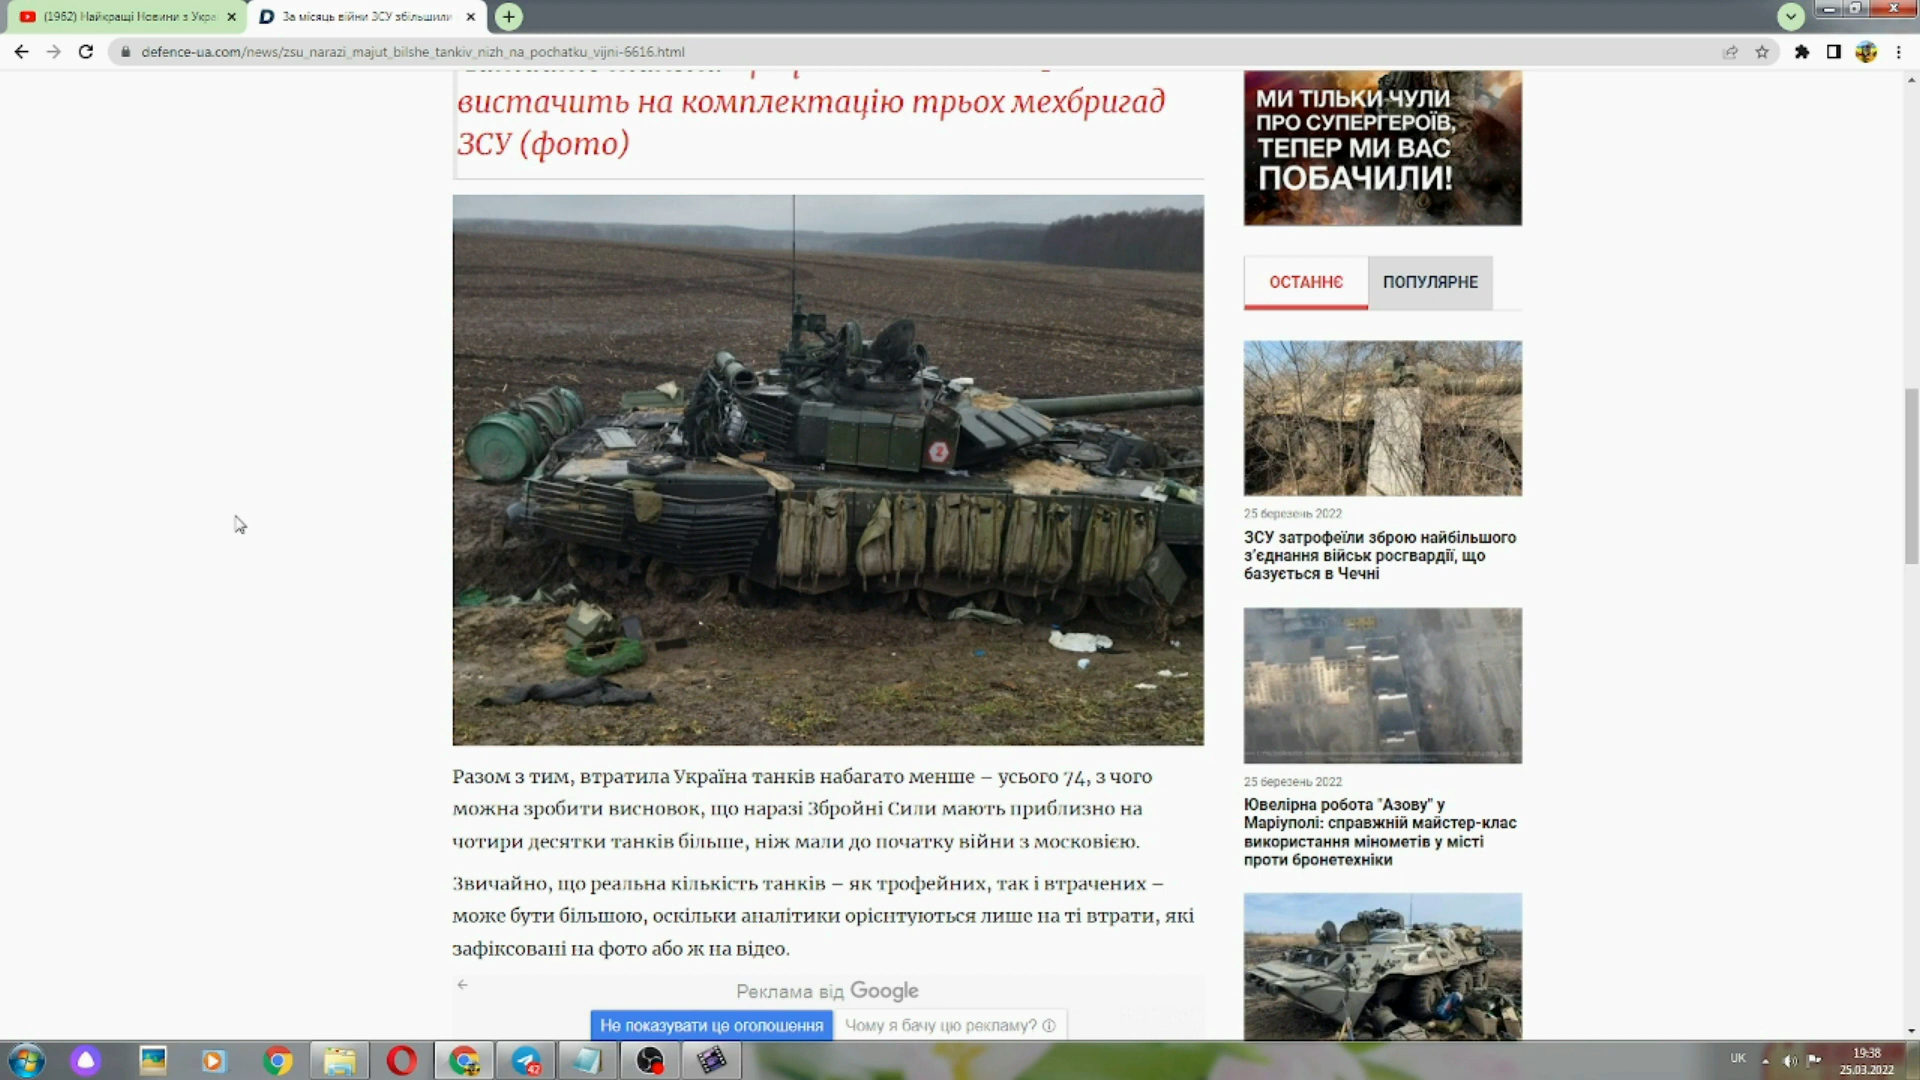 (1962) Найкращі Новини з Укра
За місяць війни ЗСУ збільшили
defence-ua.com/news/zsu_narazi_majut_bilshe_tankiv_nizh_na_pochatku_vijni-6616.html
вистачить на комплектацію трьох мехбригад
ЗСУ (фото)
Разом з тим, втратила Україна танків набагато менше – усього 74, з чого
можна зробити висновок, що наразі Збройні Сили мають приблизно на
чотири десятки танків більше, ніж мали до початку війни з московією.
Звичайно, що реальна кількість танків – як трофейних, так і втрачених –
може бути більшою, оскільки аналітики орієнтуються лише на ті втрати, які
зафіксовані на фото або ж на відео.
Реклама від Google
Не показувати це оголошення
Чому я бачу цю рекламу?
МИ ТІЛЬКИ ЧУЛИ
ПРО СУПЕРГЕРОЇВ,
ТЕПЕР МИ ВАС
ПОБАЧИЛИ!
ОСТАННЄ
ПОПУЛЯРНЕ
25 березень 2022
ЗСУ затрофеїли зброю найбільшого
з’єднання військ росгвардії, що
базується в Чечні
25 березень 2022
Ювелірна робота "Азову" у
Маріуполі: справжній майстер-клас
використання мінометів у місті
проти бронетехніки
42
UK
19:38
25.03.2022